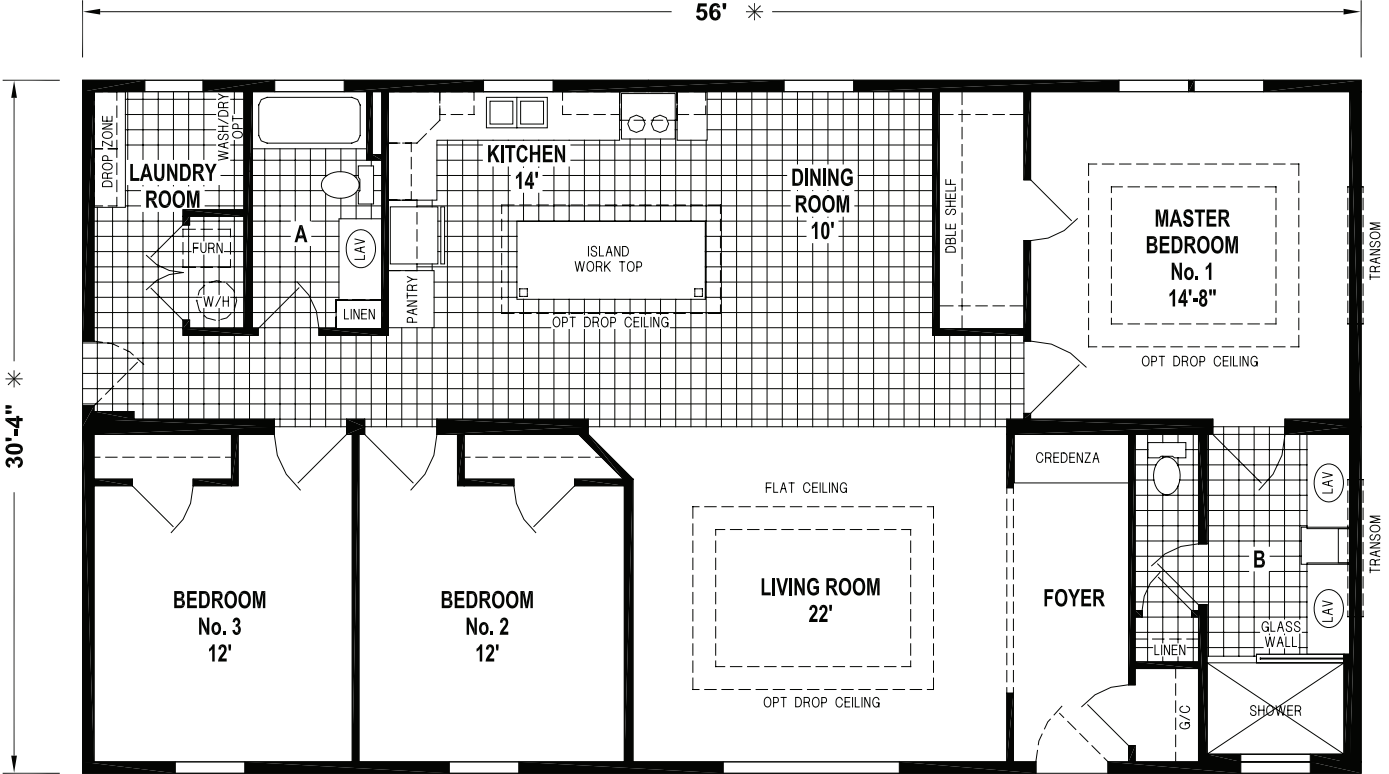 56' ✳
30'-4" ✳
DROP ZONE
WASH/DRY
OPT
LAUNDRY
ROOM
FURN
W/H
A
LAV
LINEN
KITCHEN
14'
PANTRY
ISLAND
WORK TOP
OPT DROP CEILING
DINING
ROOM
10'
DBLE SHELF
MASTER
BEDROOM
No. 1
14'-8"
OPT DROP CEILING
TRANSOM
BEDROOM
No. 3
12'
BEDROOM
No. 2
12'
FLAT CEILING
LIVING ROOM
22'
OPT DROP CEILING
CREDENZA
FOYER
LINEN
G/C
B
LAV
LAV
GLASS
WALL
SHOWER
TRANSOM